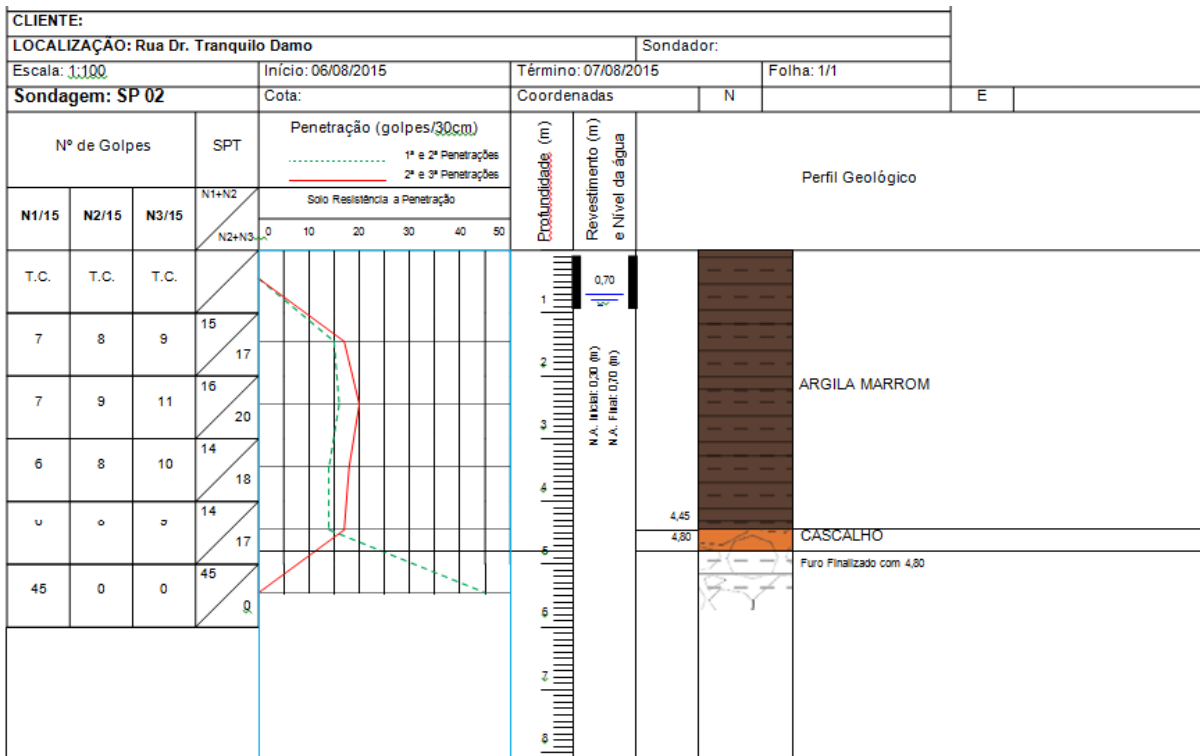 CLIENTE:
LOCALIZAÇÃO: Rua Dr. Tranquilo Damo
Sondador:
Escala: 1:100
Início: 06/08/2015
Término: 07/08/2015
Folha: 1/1
Sondagem: SP 02
Cota:
Coordenadas
N
E
Nº de Golpes
SPT
Penetração (golpes/30cm)
1ª e 2ª Penetrações
2ª e 3ª Penetrações
Solo Resistência a Penetração
0 10 20 30 40 50
Profundidade (m)
Revestimento (m)
e Nível da água
Perfil Geológico
N1/15 N2/15 N3/15
N1+N2
N2+N3
T.C. T.C. T.C.
7 8 9
15
17
7 9 11
16
20
6 8 10
14
18
14
17
45 0 0
45
0
1
2
3
4
5
6
7
8
0,70
N.A. Inicial: 0,30 (m)
N.A. Final: 0,70 (m)
4,45
4,80
ARGILA MARROM
CASCALHO
Furo Finalizado com 4,80